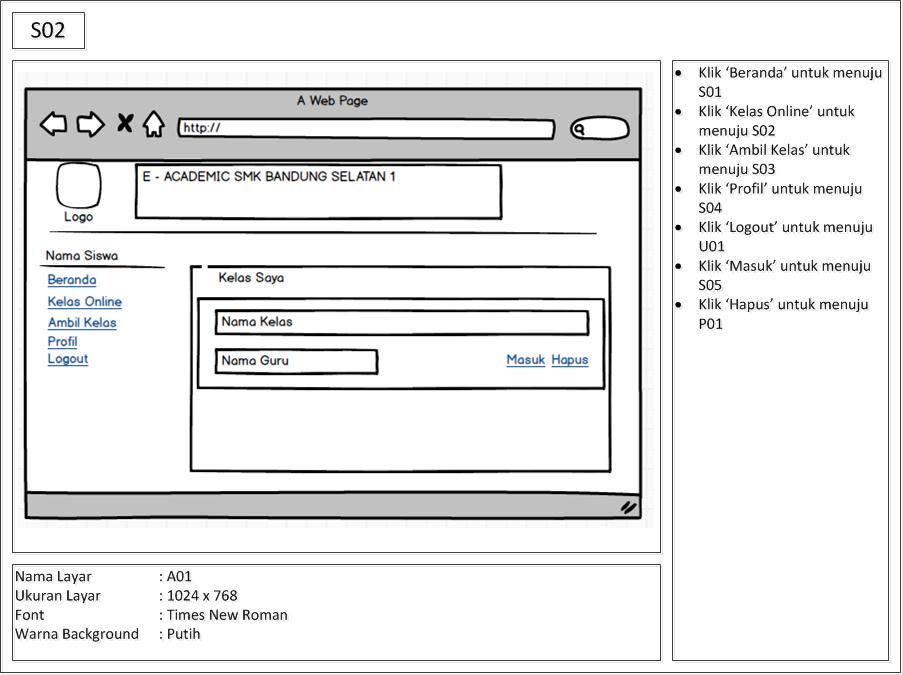 S02
A Web Page
http://
E - ACADEMIC SMK BANDUNG SELATAN 1
Logo
Nama Siswa
Beranda
Kelas Online
Ambil Kelas
Profil
Logout
Kelas Saya
Nama Kelas
Nama Guru
Masuk Hapus
• Klik ‘Beranda’ untuk menuju
S01
• Klik ‘Kelas Online’ untuk
menuju S02
• Klik ‘Ambil Kelas’ untuk
menuju S03
• Klik ‘Profil’ untuk menuju
S04
• Klik ‘Logout’ untuk menuju
U01
• Klik ‘Masuk’ untuk menuju
S05
• Klik ‘Hapus’ untuk menuju
P01
Nama Layar : A01
Ukuran Layar : 1024 x 768
Font : Times New Roman
Warna Background : Putih